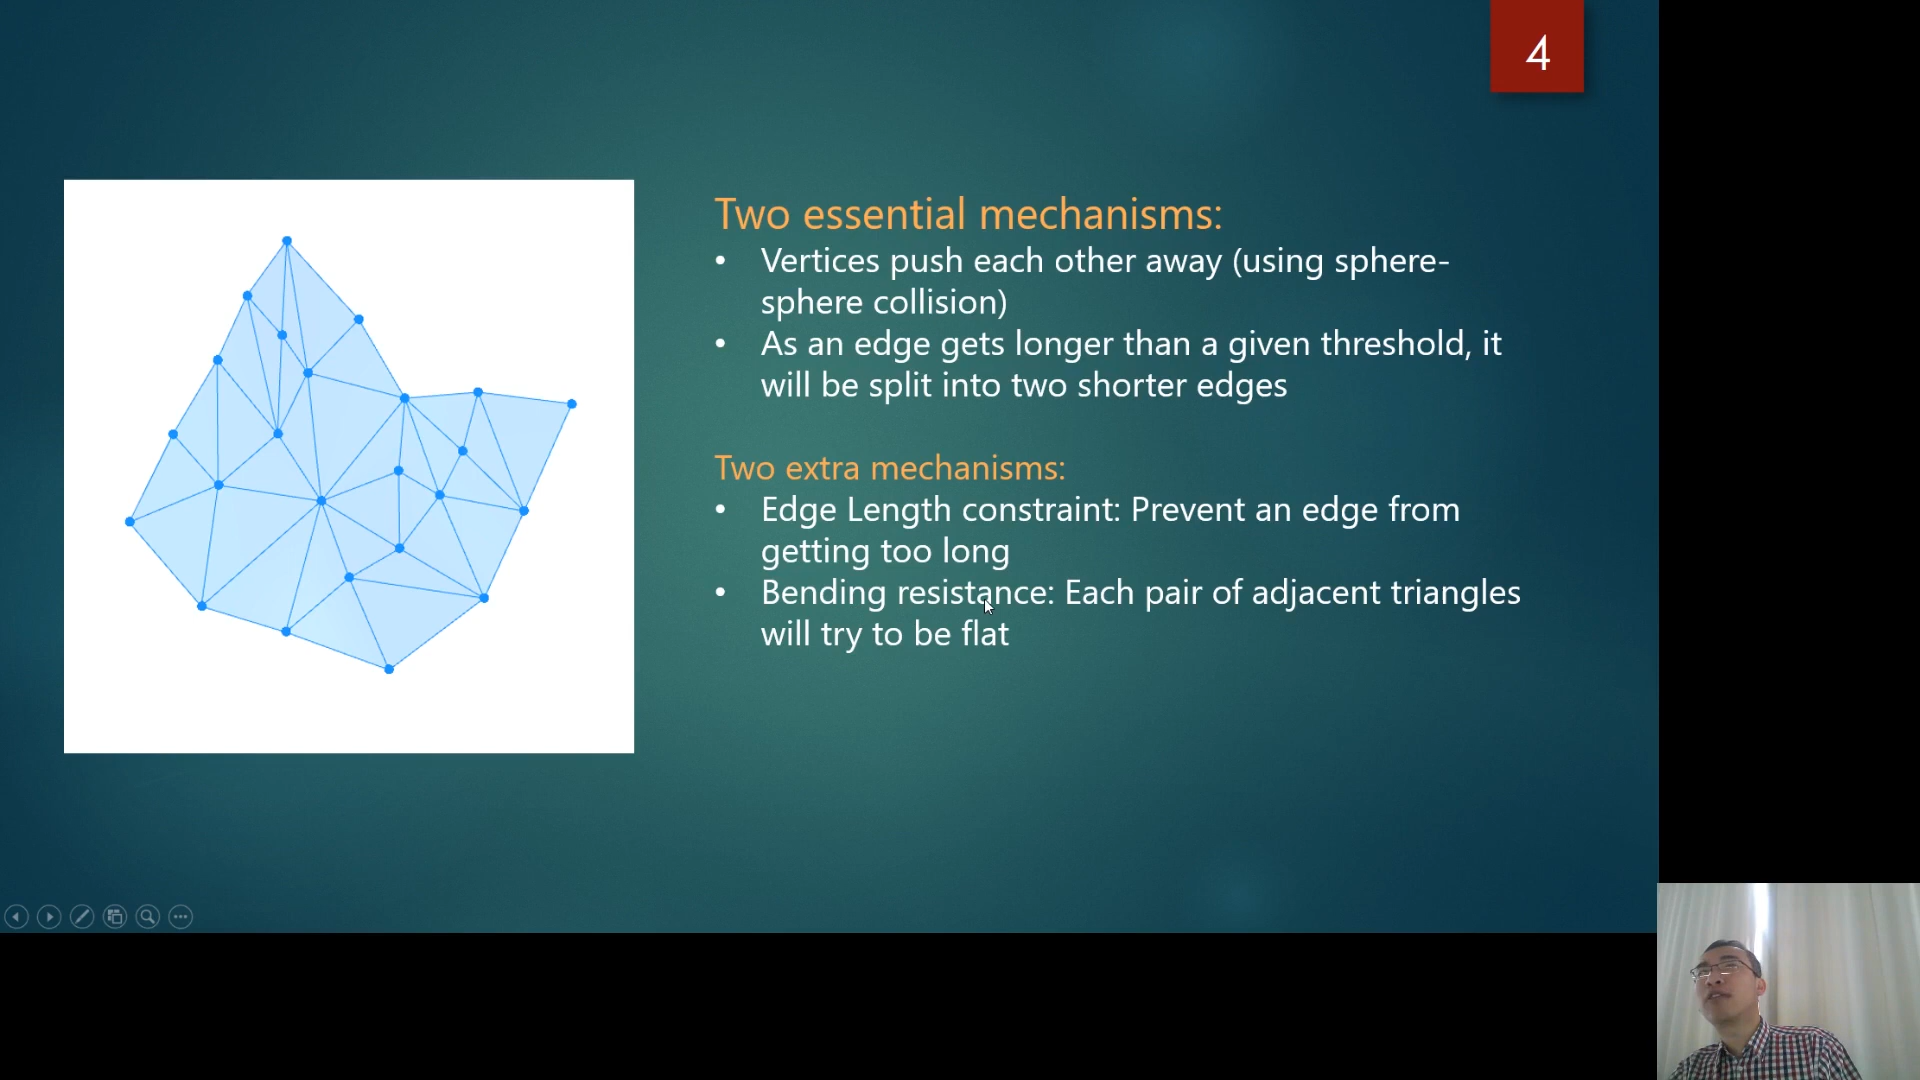 4
Two essential mechanisms:
• Vertices push each other away (using sphere-
sphere collision)
• As an edge gets longer than a given threshold, it
will be split into two shorter edges
Two extra mechanisms:
• Edge Length constraint: Prevent an edge from
getting too long
• Bending resistance: Each pair of adjacent triangles
will try to be flat